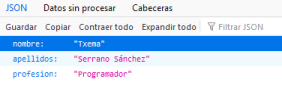 JSON Datos sin procesar Cabeceras
Guardar Copiar Contraer todo Expandir todo Filtrar JSON
nombre: "Txema"
apellidos: "Serrano Sánchez"
profesion: "Programador"